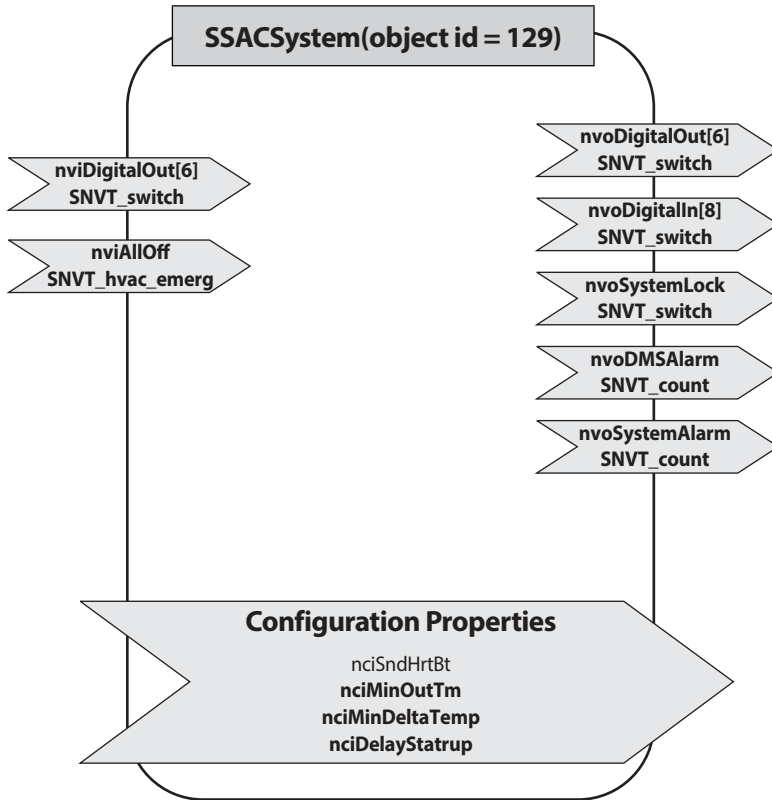 SSACSystem(object id = 129)
nviDigitalOut[6]
SNVT_switch
nviAllOff
SNVT_hvac_emerg
nvoDigitalOut[6]
SNVT_switch
nvoDigitalIn[8]
SNVT_switch
nvoSystemLock
SNVT_switch
nvoDMSAlarm
SNVT_count
nvoSystemAlarm
SNVT_count
Configuration Properties
nciSndHrtBt
nciMinOutTm
nciMinDeltaTemp
nciDelayStatrup